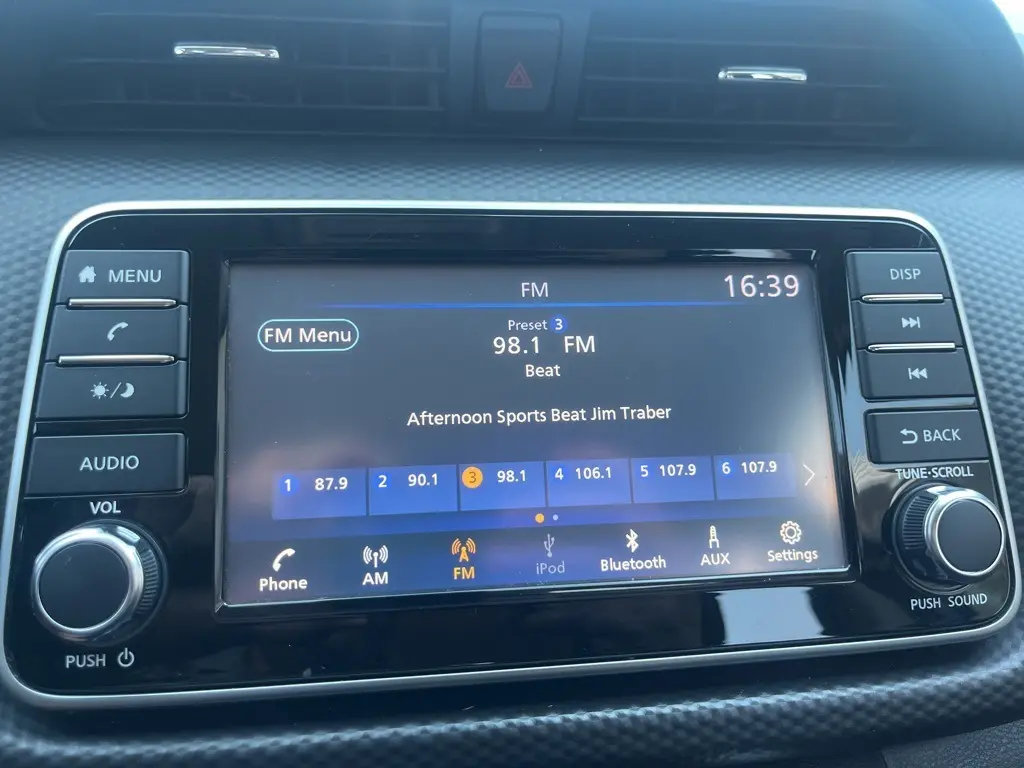 MENU
AUDIO
VOL
PUSH
FM
16:39
FM Menu
Preset 3
98.1 FM
Beat
Afternoon Sports Beat Jim Traber
1 87.9 2 90.1 3 98.1 4 106.1 5 107.9 6 107.9
Phone AM FM iPod Bluetooth AUX Settings
DISP
BACK
TUNE·SCROLL
PUSH SOUND